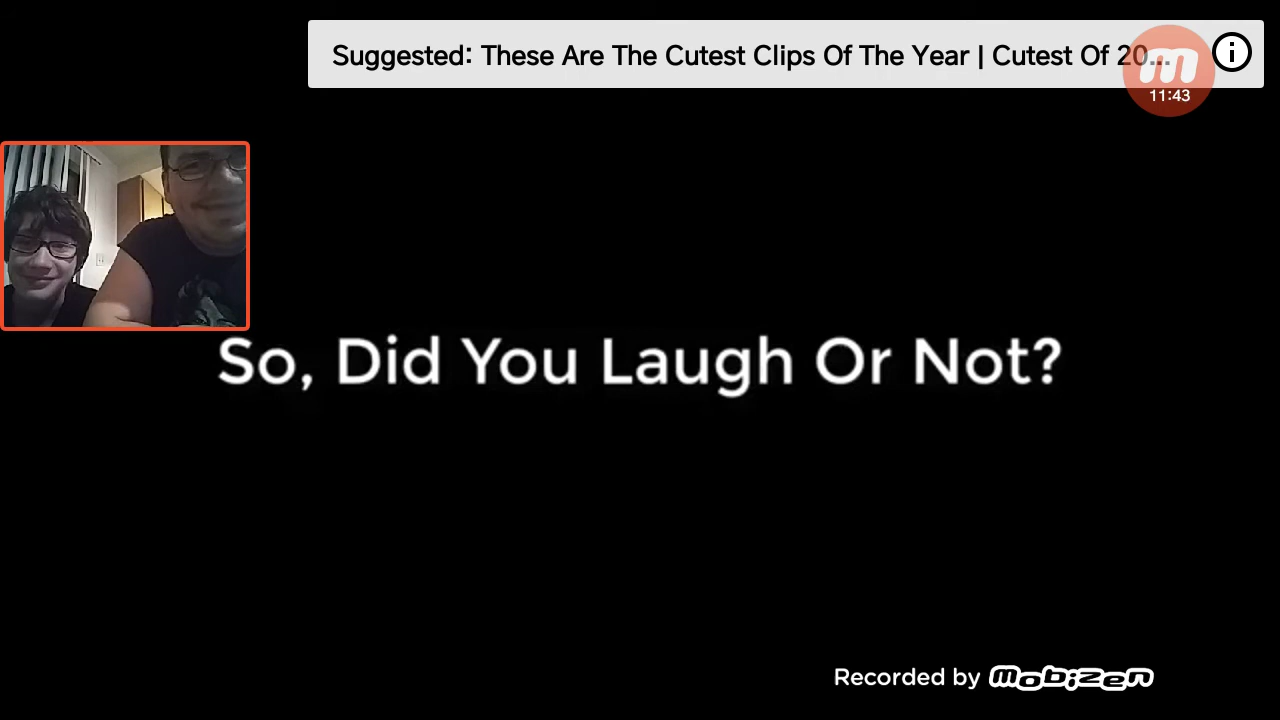 Suggested: These Are The Cutest Clips Of The Year | Cutest Of 20...
11:43
So, Did You Laugh Or Not?
Recorded by mobizen